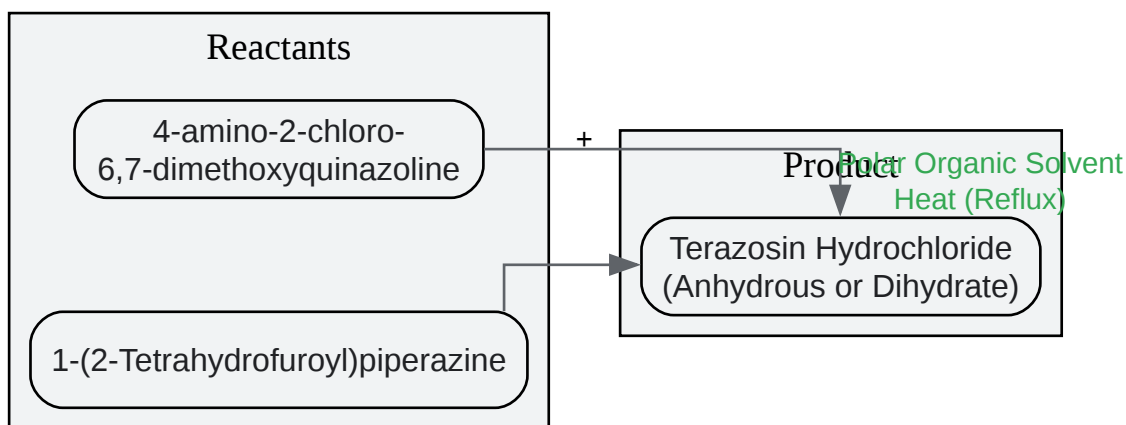 Reactants
4-amino-2-chloro-
6,7-dimethoxyquinazoline
1-(2-Tetrahydrofuroyl)piperazine
+
Product
Polar Organic Solvent
Heat (Reflux)
Terazosin Hydrochloride
(Anhydrous or Dihydrate)